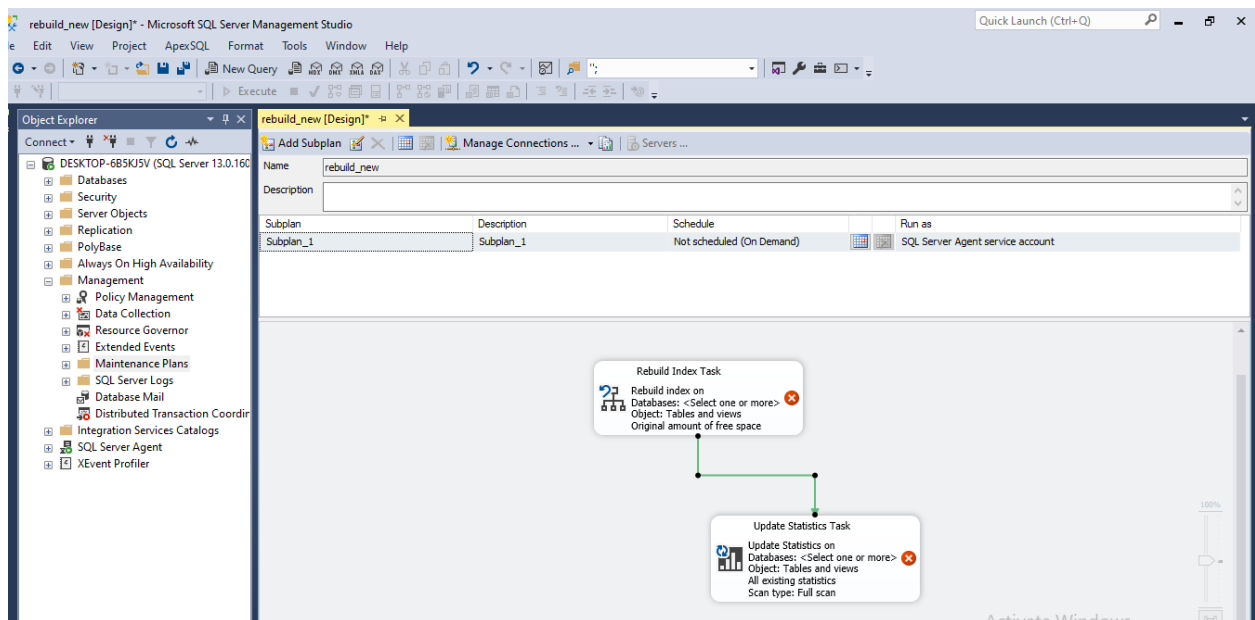 rebuild_new [Design]* - Microsoft SQL Server Management Studio
Quick Launch (Ctrl+Q)
e Edit View Project ApexSQL Format Tools Window Help
New Query
MDX DMX XMLA DAX
";
Execute
Object Explorer
rebuild_new [Design]*
Connect
Add Subplan
Manage Connections ...
Servers ...
DESKTOP-6B5KJ5V (SQL Server 13.0.160
Databases
Security
Server Objects
Replication
PolyBase
Always On High Availability
Management
Policy Management
Data Collection
Resource Governor
Extended Events
Maintenance Plans
SQL Server Logs
Database Mail
Distributed Transaction Coordin
Integration Services Catalogs
SQL Server Agent
XEvent Profiler
Name rebuild_new
Description
Subplan Description Schedule Run as
Subplan_1 Subplan_1 Not scheduled (On Demand) SQL Server Agent service account
Rebuild Index Task
Rebuild index on
Databases: <Select one or more>
Object: Tables and views
Original amount of free space
Update Statistics Task
Update Statistics on
Databases: <Select one or more>
Object: Tables and views
All existing statistics
Scan type: Full scan
100%
Activate Windows